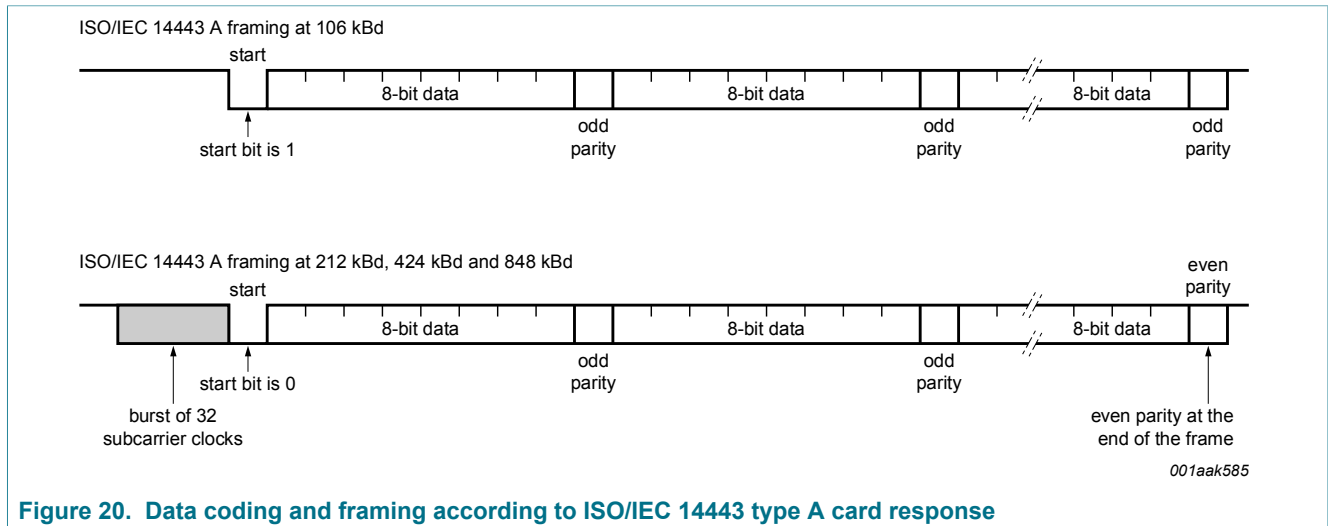 ISO/IEC 14443 A framing at 106 kBd
start
8-bit data
8-bit data
8-bit data
odd
parity
odd
parity
odd
parity
start bit is 1
ISO/IEC 14443 A framing at 212 kBd, 424 kBd and 848 kBd
start
even
parity
8-bit data
8-bit data
8-bit data
odd
parity
odd
parity
start bit is 0
burst of 32
subcarrier clocks
even parity at the
end of the frame
001aak585
Figure 20. Data coding and framing according to ISO/IEC 14443 type A card response